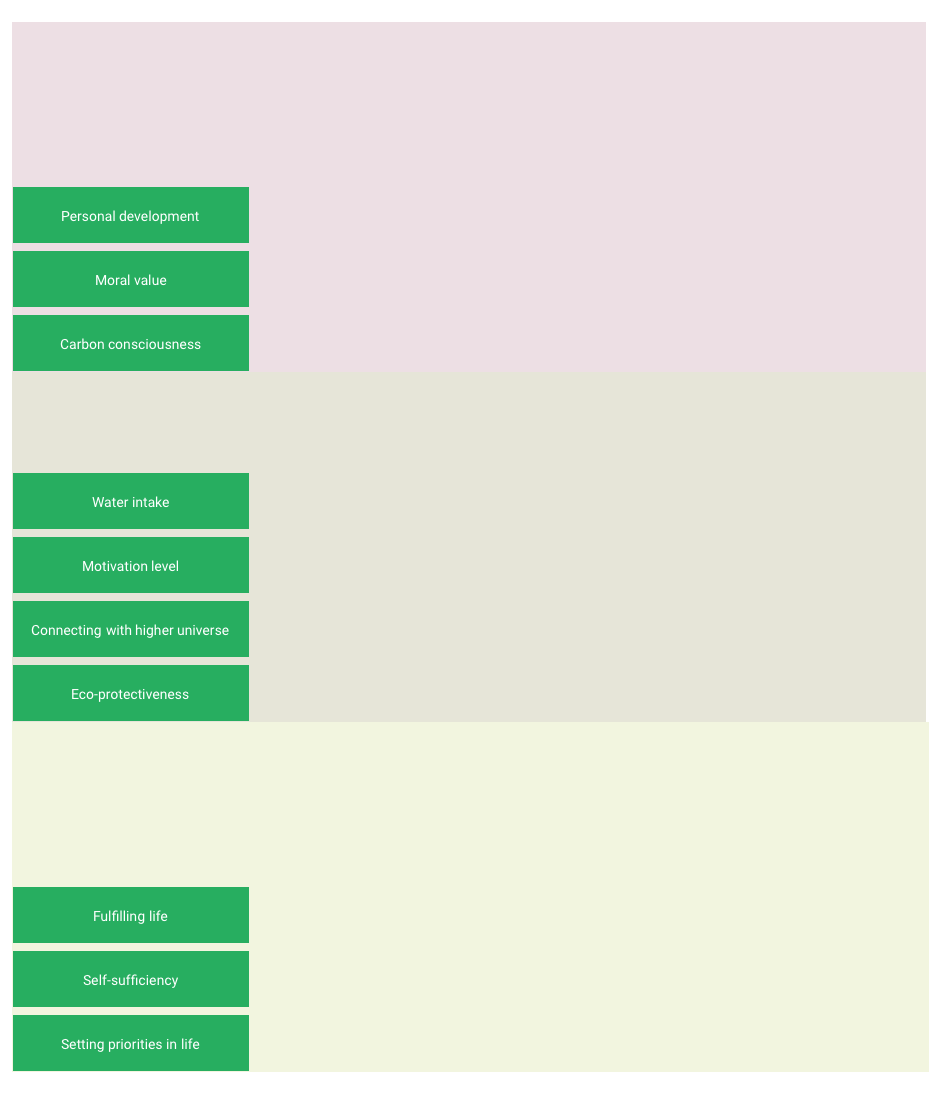 Personal development
Moral value
Carbon consciousness
Water intake
Motivation level
Connecting with higher universe
Eco-protectiveness
Fulfilling life
Self-sufficiency
Setting priorities in life